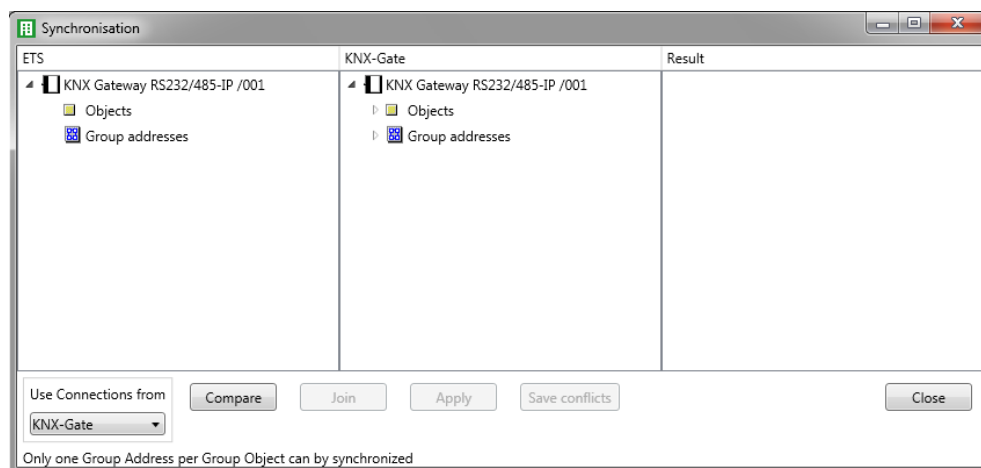 Synchronisation
ETS KNX-Gate Result
KNX Gateway RS232/485-IP /001 KNX Gateway RS232/485-IP /001
Objects Objects
Group addresses Group addresses
Use Connections from
Compare Join Apply Save conflicts Close
KNX-Gate
Only one Group Address per Group Object can by synchronized